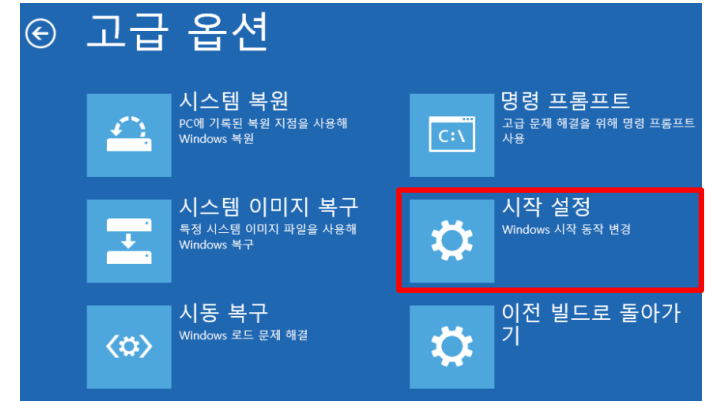 고급 옵션
시스템 복원
PC에 기록된 복원 지점을 사용해
Windows 복원
명령 프롬프트
고급 문제 해결을 위해 명령 프롬프트
사용
C:\
시스템 이미지 복구
특정 시스템 이미지 파일을 사용해
Windows 복구
시작 설정
Windows 시작 동작 변경
시동 복구
Windows 로드 문제 해결
이전 빌드로 돌아가
기